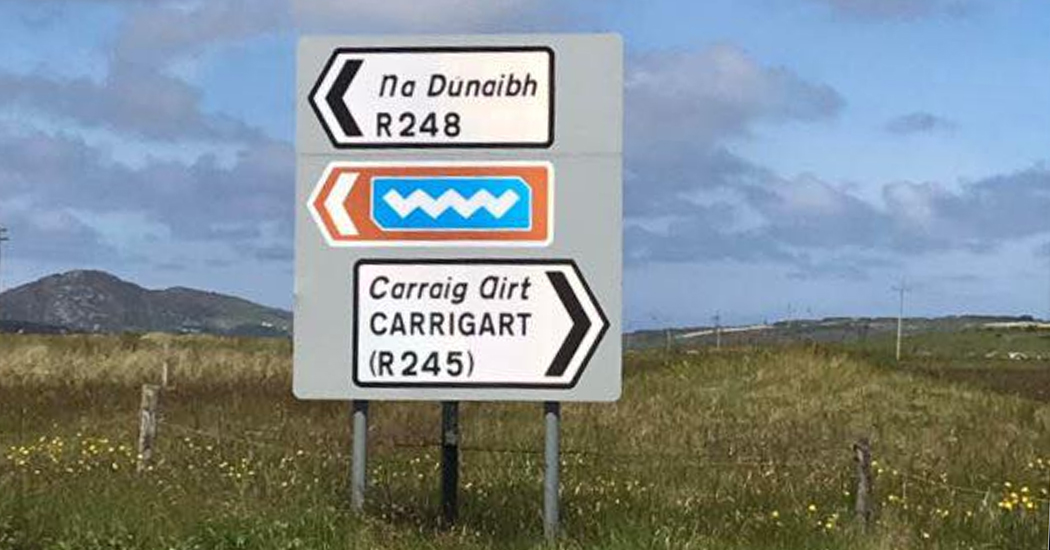 Na Dúnaibh
R248
Carraig Airt
CARRIGART
(R245)